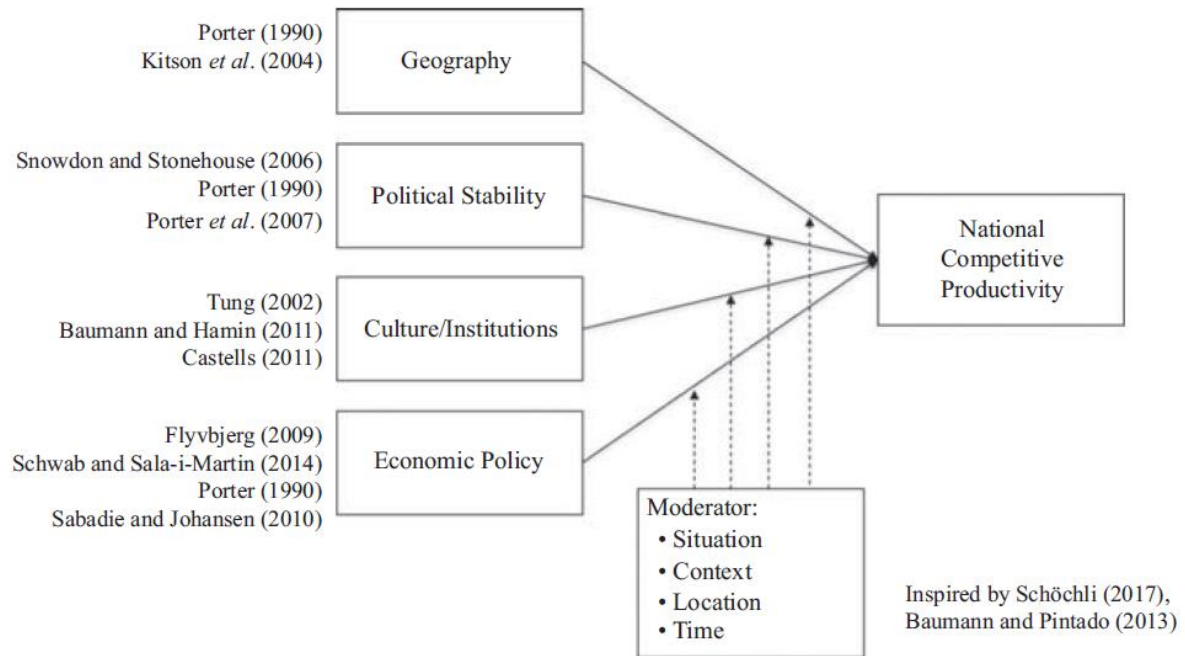 Porter (1990)
Kitson et al. (2004)
Geography
Snowdon and Stonehouse (2006)
Porter (1990)
Porter et al. (2007)
Political Stability
Tung (2002)
Baumann and Hamin (2011)
Castells (2011)
Culture/Institutions
Flyvbjerg (2009)
Schwab and Sala-i-Martin (2014)
Porter (1990)
Sabadie and Johansen (2010)
Economic Policy
National
Competitive
Productivity
Moderator:
• Situation
• Context
• Location
• Time
Inspired by Schöchli (2017),
Baumann and Pintado (2013)